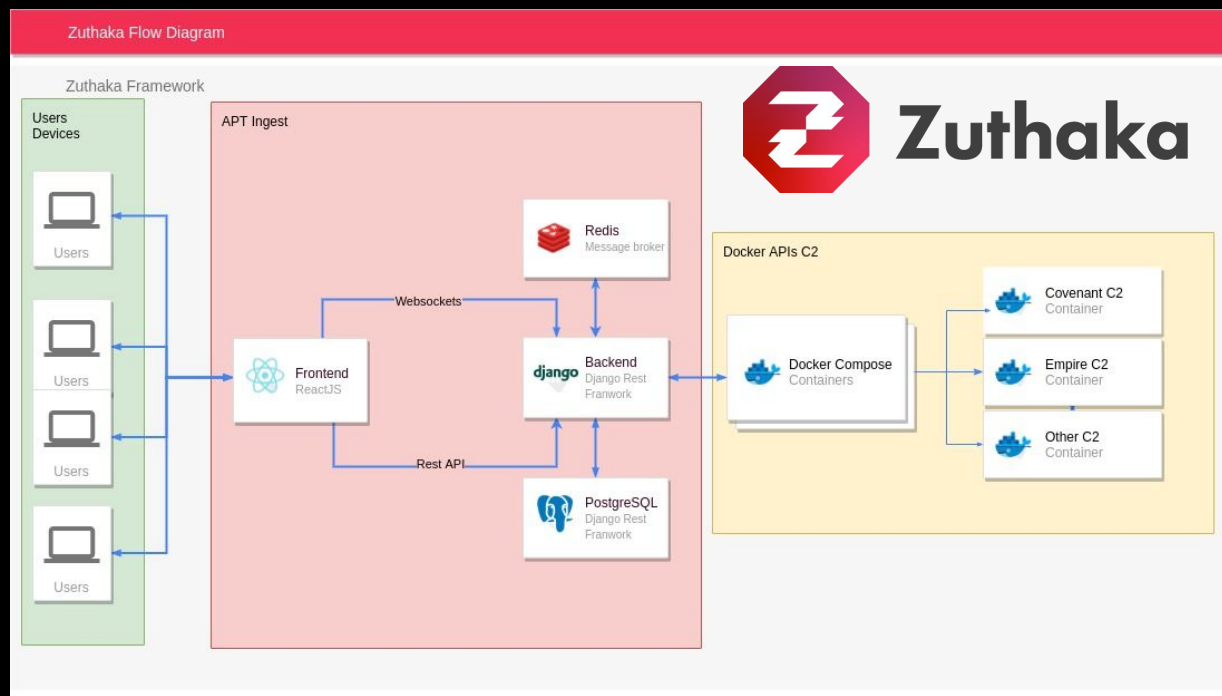 Zuthaka Flow Diagram
Zuthaka Framework
Zuthaka
Users
Devices
Users
Users
Users
Users
APT Ingest
Redis
Message broker
Websockets
Frontend
ReactJS
django
Backend
Django Rest
Franwork
Rest API
PostgreSQL
Django Rest
Franwork
Docker APIs C2
Docker Compose
Containers
Covenant C2
Container
Empire C2
Container
Other C2
Container